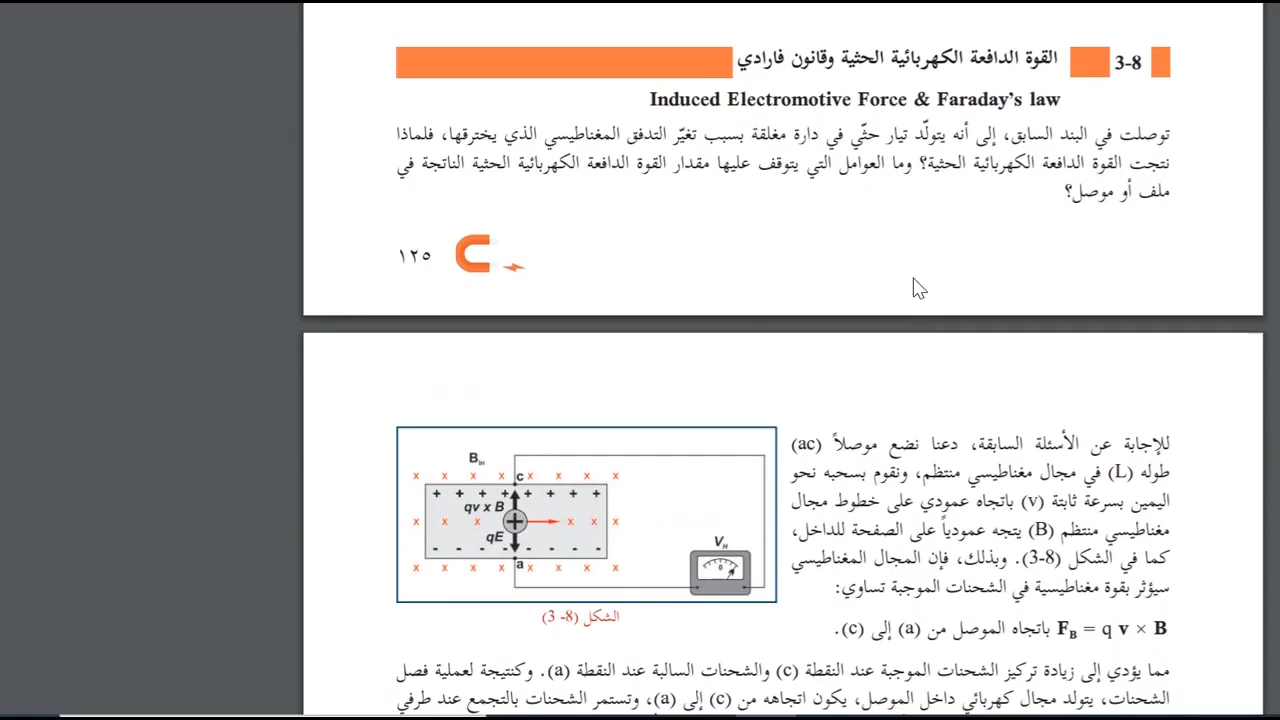 3-8 القوة الدافعة الكهربائية الحثية وقانون فارادي
Induced Electromotive Force & Faraday's law
توصلت في البند السابق، إلى أنه يتولّد تيار حثّي في دارة مغلقة بسبب تغيّر التدفق المغناطيسي الذي يخترقها، فلماذا
نتجت القوة الدافعة الكهربائية الحثية؟ وما العوامل التي يتوقف عليها مقدار القوة الدافعة الكهربائية الحثية الناتجة في
ملف أو موصل؟
١٢٥
للإجابة عن الأسئلة السابقة، دعنا نضع موصلاً (ac)
طوله (L) في مجال مغناطيسي منتظم، ونقوم بسحبه نحو
اليمين بسرعة ثابتة (v) باتجاه عمودي على خطوط مجال
مغناطيسي منتظم (B) يتجه عمودياً على الصفحة للداخل،
كما في الشكل (8-3). وبذلك، فإن المجال المغناطيسي
سيؤثر بقوة مغناطيسية في الشحنات الموجبة تساوي:
F_B = q v × B باتجاه الموصل من (a) إلى (c).
B_in
x x x x c x x x x
+ + + + + + + +
qv x B
x x x + x x x
qE
- - - - - - - -
x x x x a x x x x
V_H
0
الشكل (8- 3)
مما يؤدي إلى زيادة تركيز الشحنات الموجبة عند النقطة (c) والشحنات السالبة عند النقطة (a). وكنتيجة لعملية فصل
الشحنات، يتولد مجال كهربائي داخل الموصل، يكون اتجاهه من (c) إلى (a)، وتستمر الشحنات بالتجمع عند طرفي